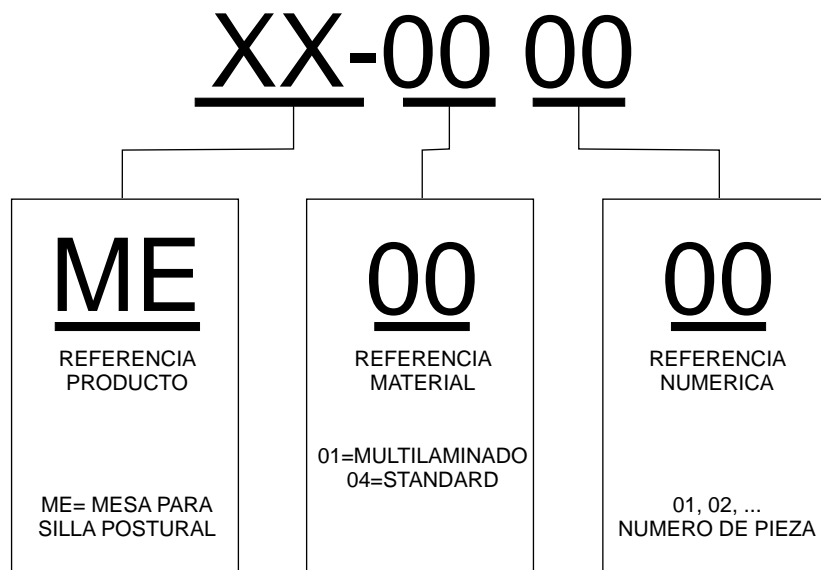 XX-00 00
ME
REFERENCIA
PRODUCTO
ME= MESA PARA
SILLA POSTURAL
00
REFERENCIA
MATERIAL
01=MULTILAMINADO
04=STANDARD
00
REFERENCIA
NUMERICA
01, 02, ...
NUMERO DE PIEZA